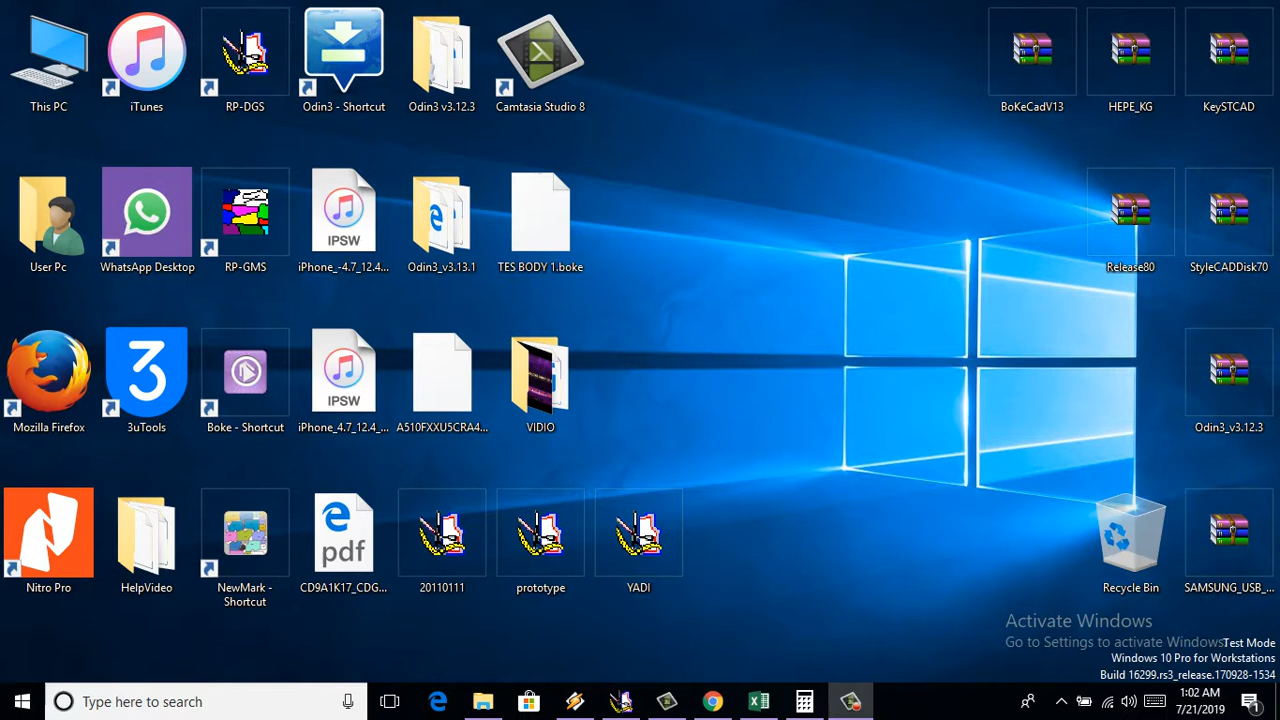 This PC
iTunes
RP-DGS
Odin3 - Shortcut
Odin3 v3.12.3
Camtasia Studio 8
BoKeCadV13
HEPE_KG
KeySTCAD
IPSW
User Pc
WhatsApp Desktop
RP-GMS
iPhone_-4.7_12.4...
Odin3_v3.13.1
TES BODY 1.boke
Release80
StyleCADDisk70
3
IPSW
Mozilla Firefox
3uTools
Boke - Shortcut
iPhone_4.7_12.4_...
A510FXXU5CRA4...
VIDIO
Odin3_v3.12.3
pdf
Nitro Pro
HelpVideo
NewMark -
Shortcut
CD9A1K17_CDG...
20110111
prototype
YADI
Recycle Bin
SAMSUNG_USB_...
Activate Windows
Go to Settings to activate Windows
Test Mode
Windows 10 Pro for Workstations
Build 16299.rs3_release.170928-1534
Type here to search
1:02 AM
7/21/2019
1